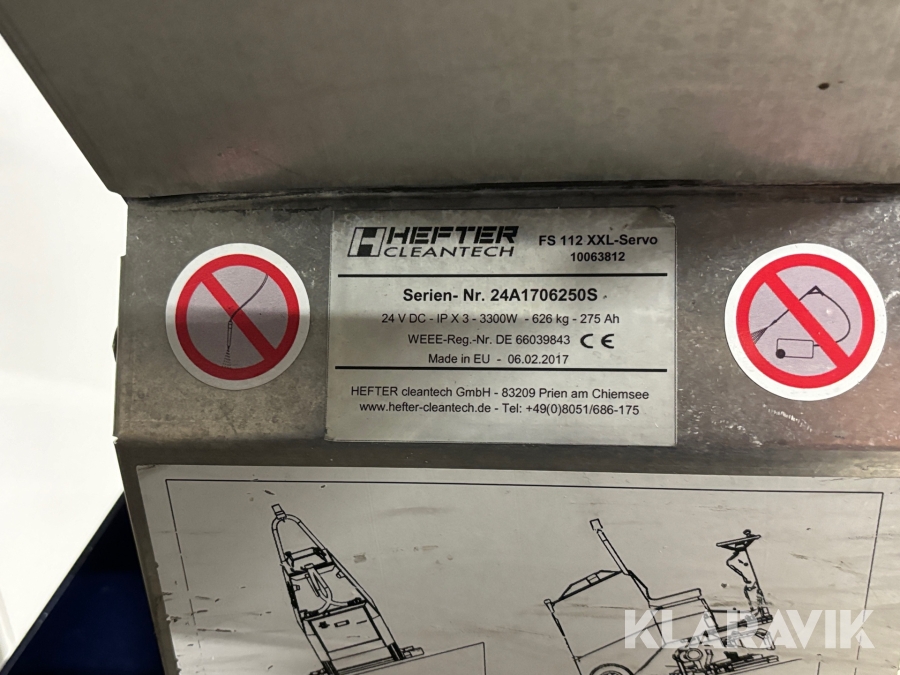 HEFTER
CLEANTECH
FS 112 XXL-Servo
10063812
Serien- Nr. 24A1706250S
24 V DC - IP X 3 - 3300W - 626 kg - 275 Ah
WEEE-Reg.-Nr. DE 66039843 CE
Made in EU - 06.02.2017
HEFTER cleantech GmbH - 83209 Prien am Chiemsee
www.hefter-cleantech.de - Tel: +49(0)8051/686-175
KLARAVIK